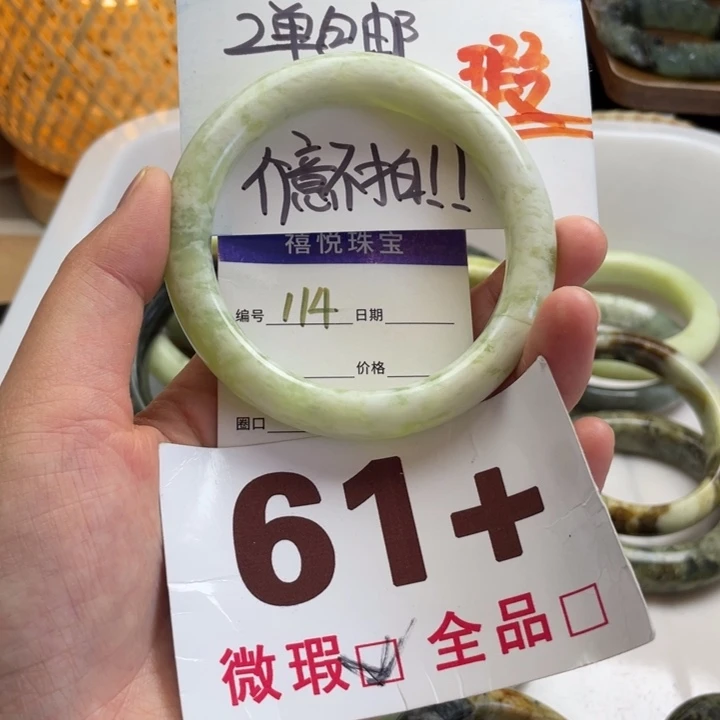 2单包邮
瑕
介意不拍!!
禧悦珠宝
编号 114 日期
价格
圈口
61+
微瑕☑ 全品□